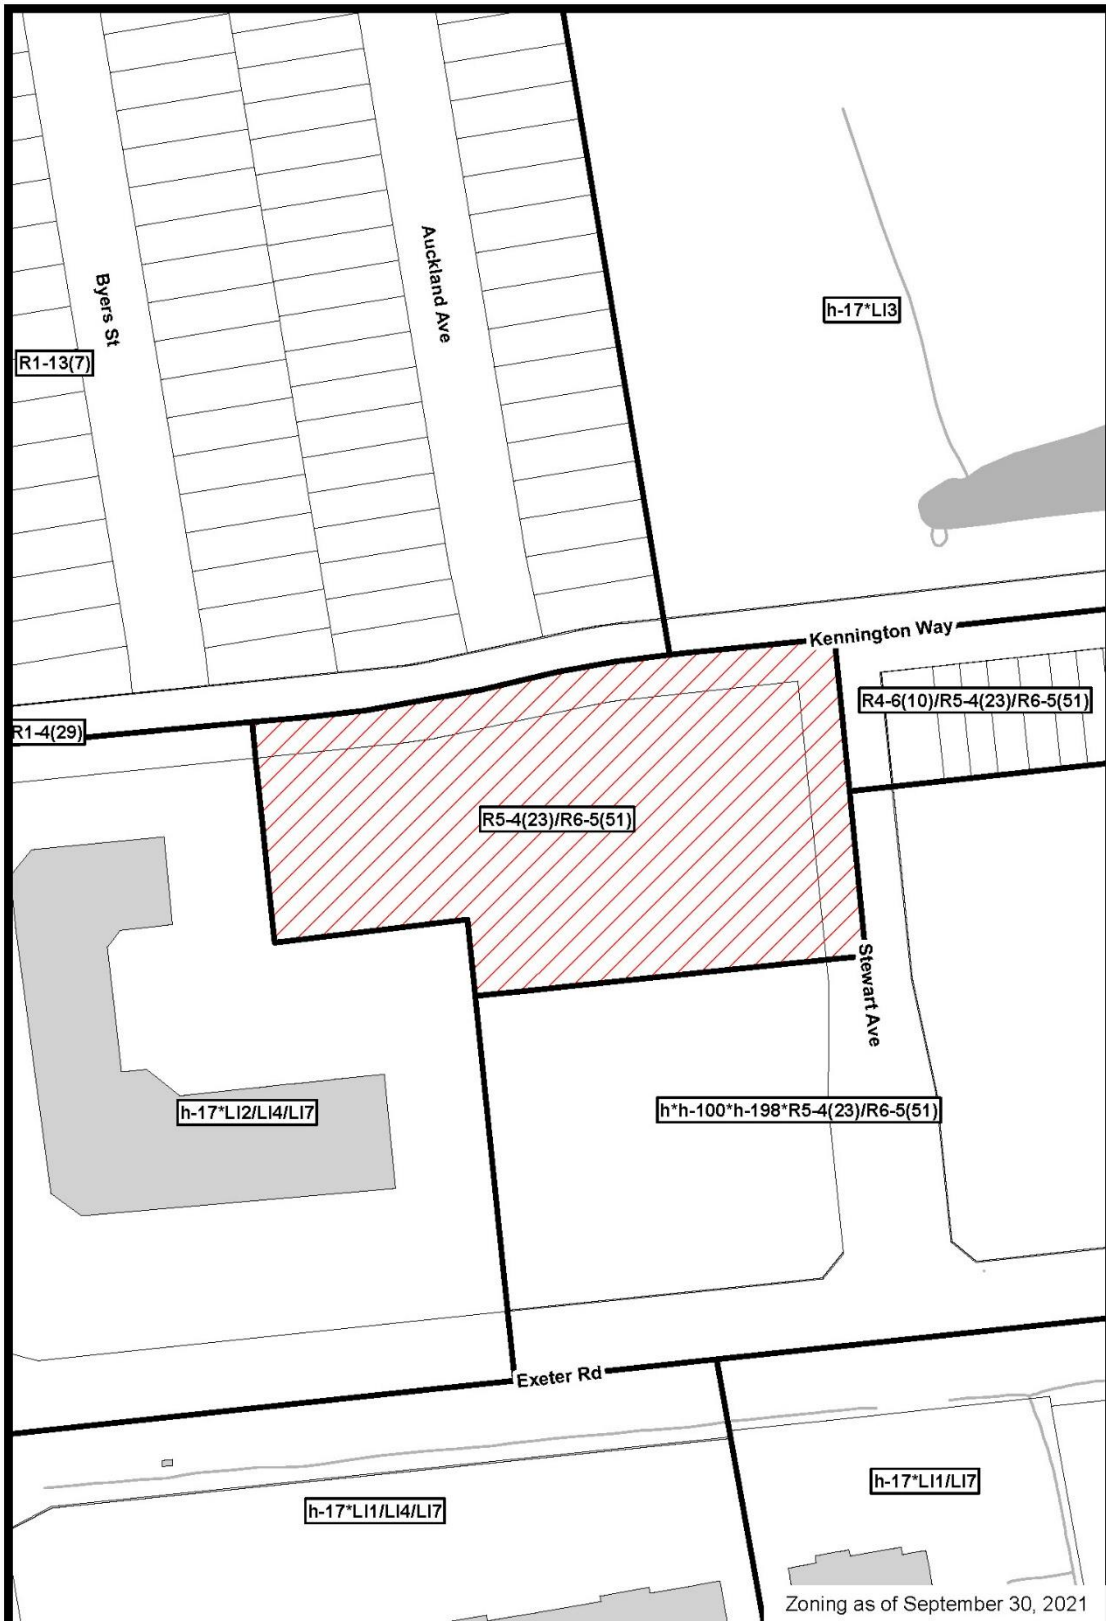 Byers St
Auckland Ave
h-17*LI3
R1-13(7)
Kennington Way
R4-6(10)/R5-4(23)/R6-5(51)
R1-4(29)
R5-4(23)/R6-5(51)
Stewart Ave
h-17*LI2/LI4/LI7
h*h-100*h-198*R5-4(23)/R6-5(51)
Exeter Rd
h-17*LI1/LI7
h-17*LI1/LI4/LI7
Zoning as of September 30, 2021